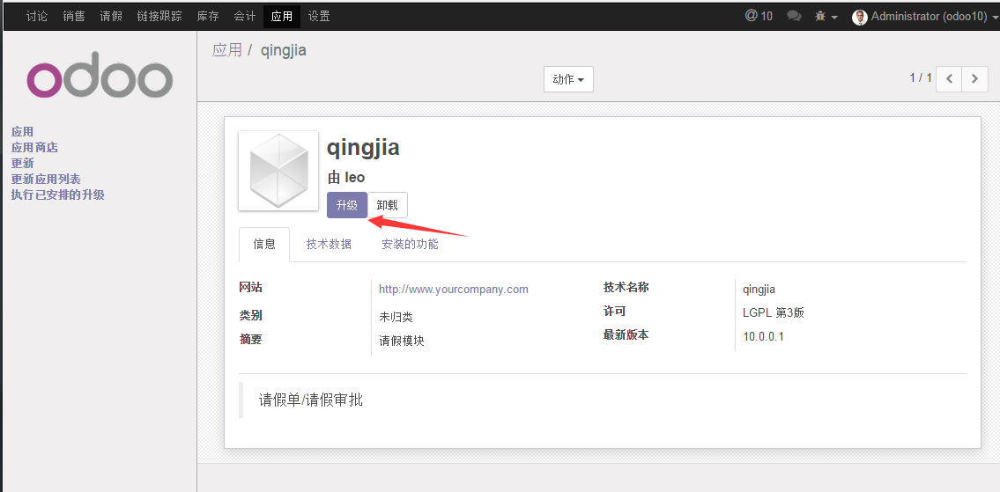 讨论 销售 请假 链接跟踪 库存 会计 应用 设置 @ 10 Administrator (odoo10)
odoo
应用 / qingjia
动作
1 / 1
应用
应用商店
更新
更新应用列表
执行已安排的升级
qingjia
由 leo
升级 卸载
信息 技术数据 安装的功能
网站 http://www.yourcompany.com
类别 未归类
摘要 请假模块
技术名称 qingjia
许可 LGPL 第3版
最新版本 10.0.0.1
请假单/请假审批